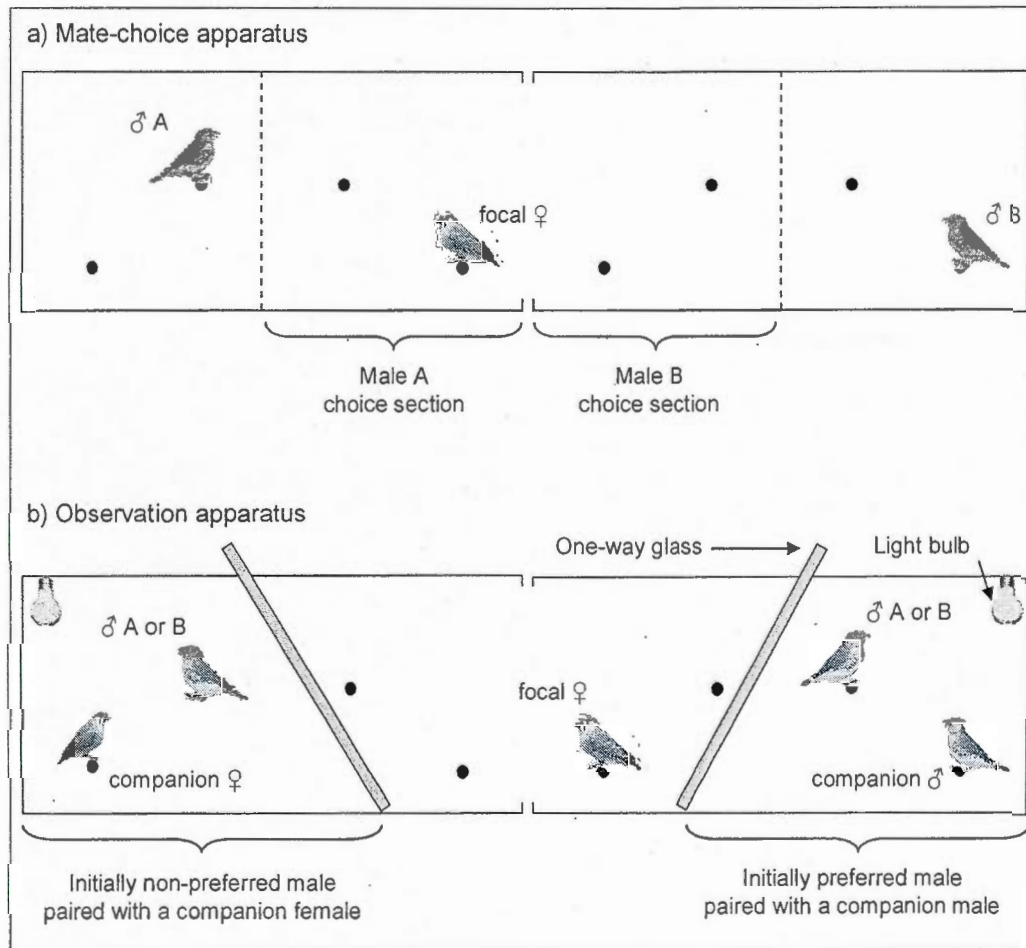 a) Mate-choice apparatus
♂ A
focal ♀
♂ B
Male A
choice section
Male B
choice section
b) Observation apparatus
One-way glass
Light bulb
♂ A or B
♂ A or B
focal ♀
companion ♀
companion ♂
Initially non-preferred male
paired with a companion female
Initially preferred male
paired with a companion male